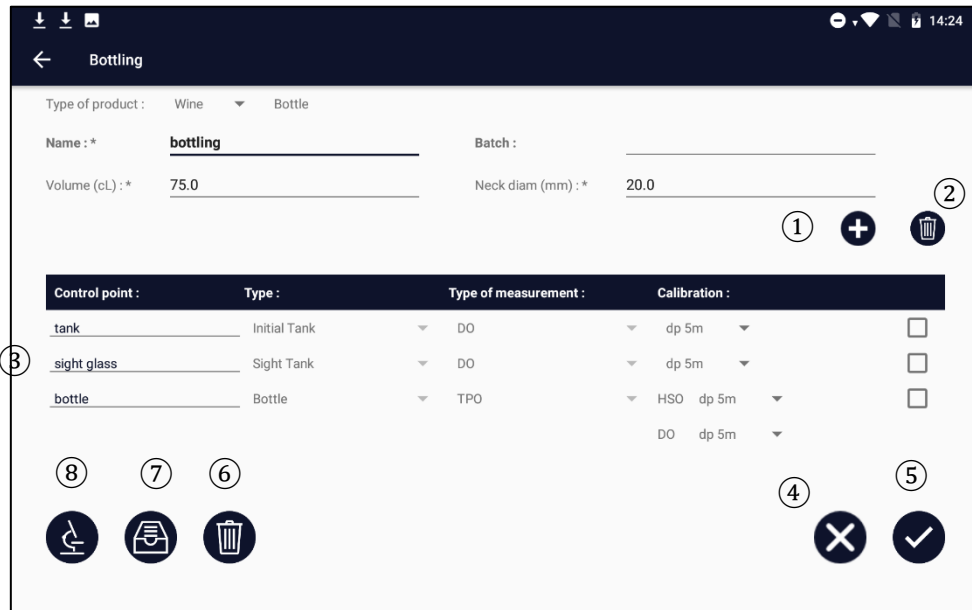 14:24
Bottling
Type of product : Wine Bottle
Name : * bottling Batch :
Volume (cL) : * 75.0 Neck diam (mm) : * 20.0
②
①
Control point : Type : Type of measurement : Calibration :
tank Initial Tank DO dp 5m
③ sight glass Sight Tank DO dp 5m
bottle Bottle TPO HSO dp 5m
DO dp 5m
⑧ ⑦ ⑥ ④ ⑤